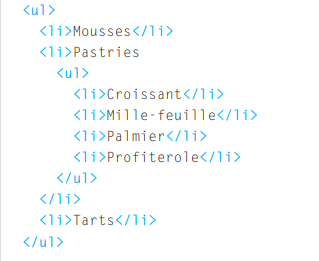 <ul>
<li>Mousses</li>
<li>Pastries
<ul>
<li>Croissant</li>
<li>Mille-feuille</li>
<li>Palmier</li>
<li>Profiterole</li>
</ul>
</li>
<li>Tarts</li>
</ul>